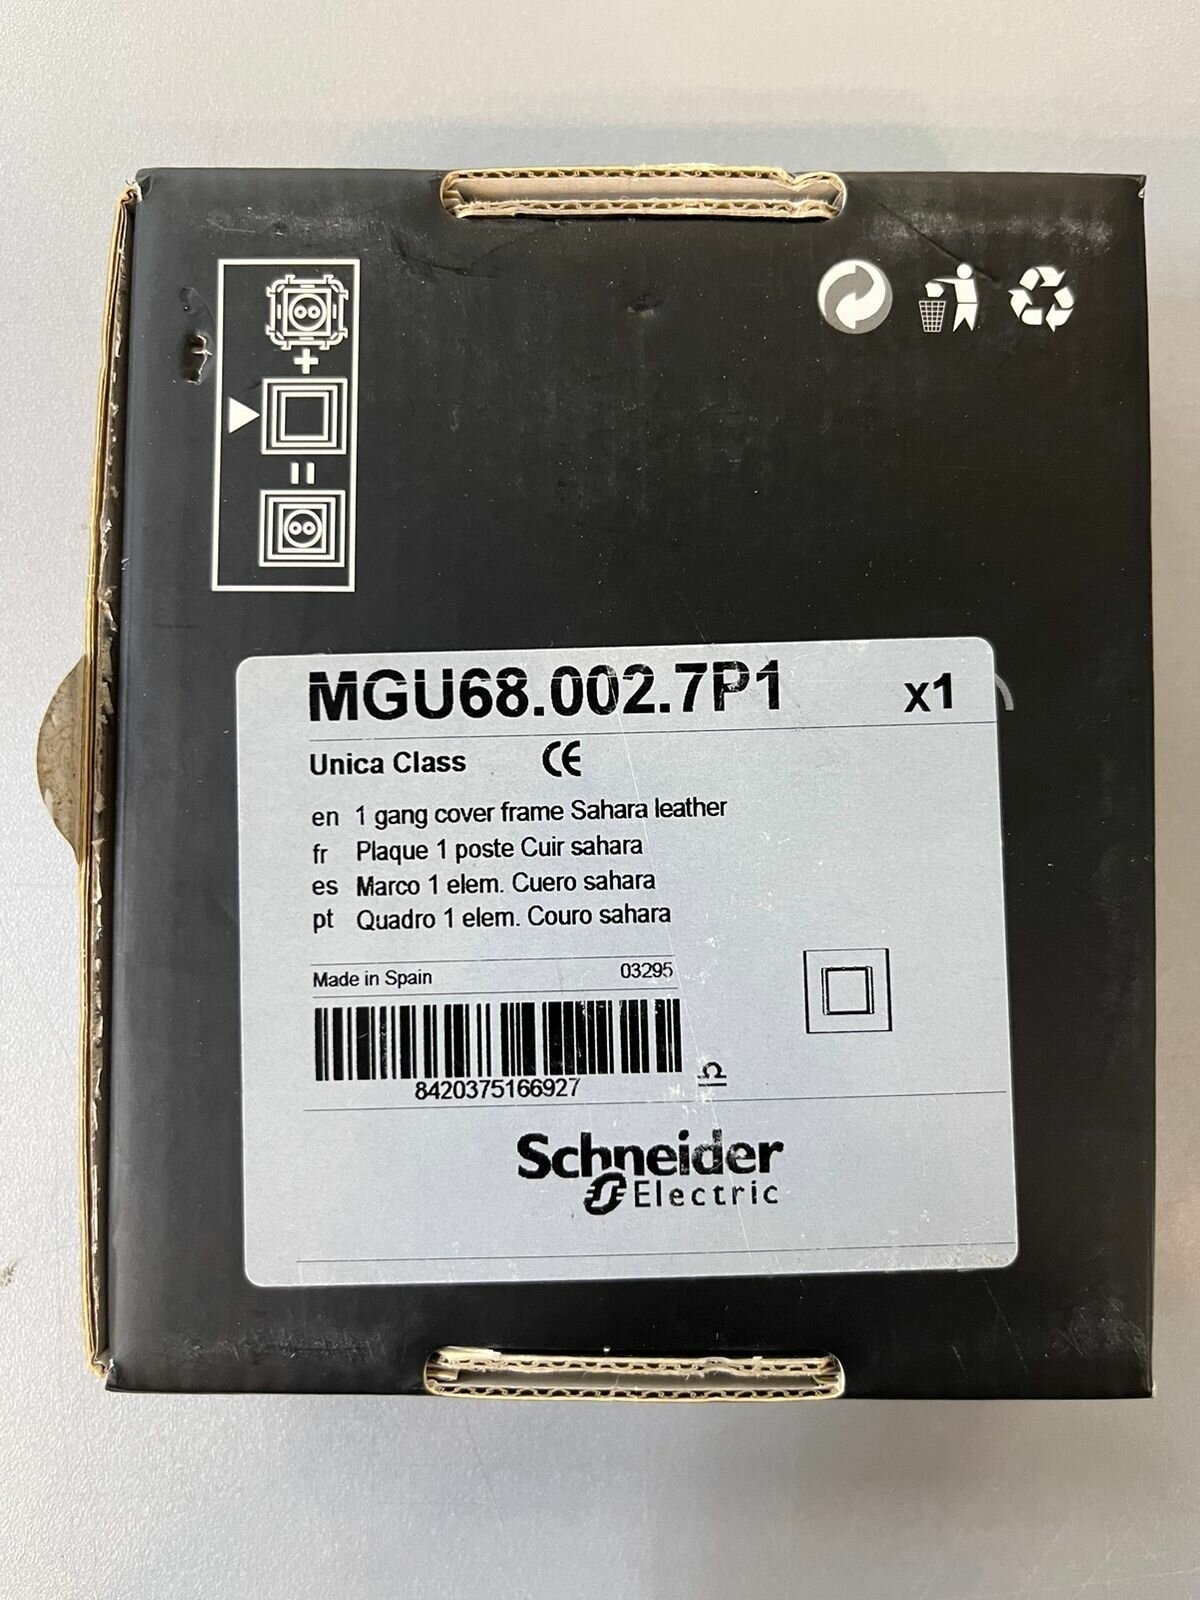 MGU68.002.7P1 x1
Unica Class CE
en 1 gang cover frame Sahara leather
fr Plaque 1 poste Cuir sahara
es Marco 1 elem. Cuero sahara
pt Quadro 1 elem. Couro sahara
Made in Spain 03295
8420375166927
Schneider
Electric